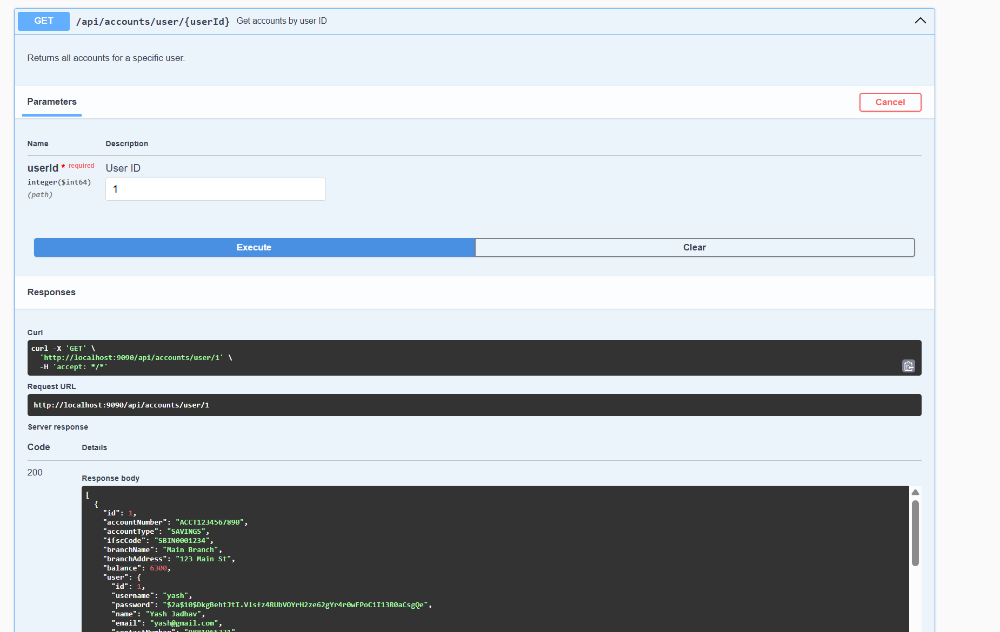 GET /api/accounts/user/{userId} Get accounts by user ID
Returns all accounts for a specific user.
Parameters
Cancel
Name Description
userId * required User ID
integer($int64)
(path)
1
Execute
Clear
Responses
Curl
curl -X 'GET' \
'http://localhost:9090/api/accounts/user/1' \
-H 'accept: */*'
Request URL
http://localhost:9090/api/accounts/user/1
Server response
Code Details
200
Response body
[
{
"id": 1,
"accountNumber": "ACCT1234567890",
"accountType": "SAVINGS",
"ifscCode": "SBIN0001234",
"branchName": "Main Branch",
"branchAddress": "123 Main St",
"balance": 6300,
"user": {
"id": 1,
"username": "yash",
"password": "$2a$10$DkgBehtJtI.Vlsfz4RUbVOYrH2ze62gYr4r0wFPoC1I13R0aCsgQe",
"name": "Yash Jadhav",
"email": "yash@gmail.com",